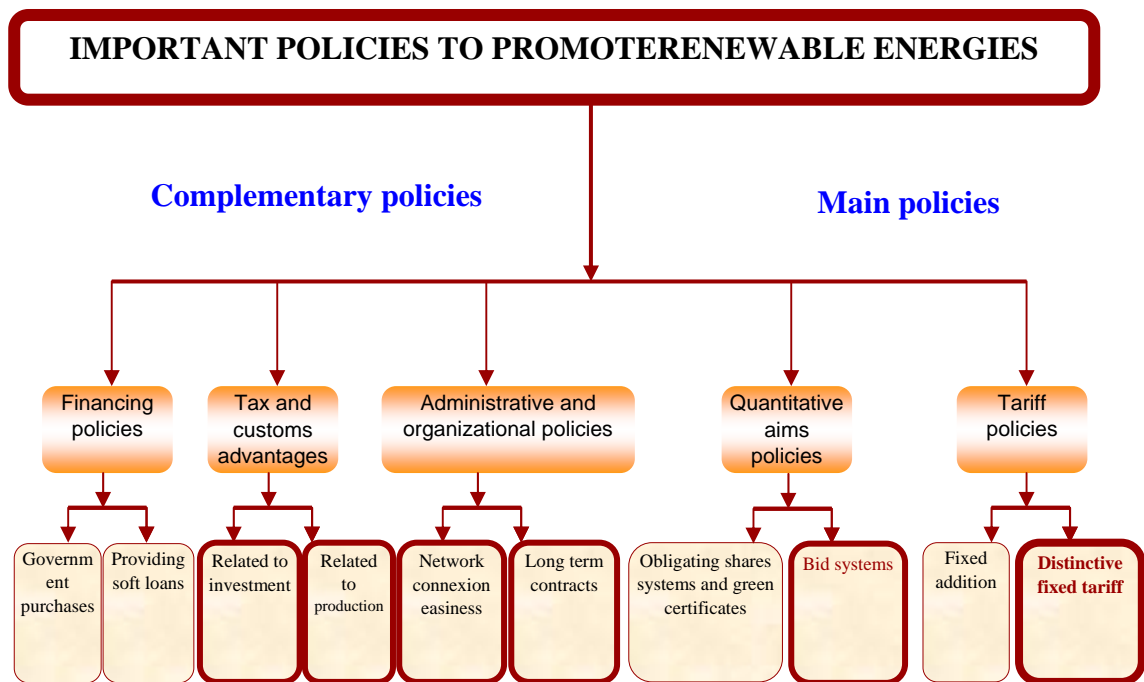 IMPORTANT POLICIES TO PROMOTERENEWABLE ENERGIES
Complementary policies
Main policies
Financing
policies
Tax and
customs
advantages
Administrative and
organizational policies
Quantitative
aims
policies
Tariff
policies
Governm
ent
purchases
Providing
soft loans
Related to
investment
Related
to
production
Network
connexion
easiness
Long term
contracts
Obligating shares
systems and green
certificates
Bid systems
Fixed
addition
Distinctive
fixed tariff